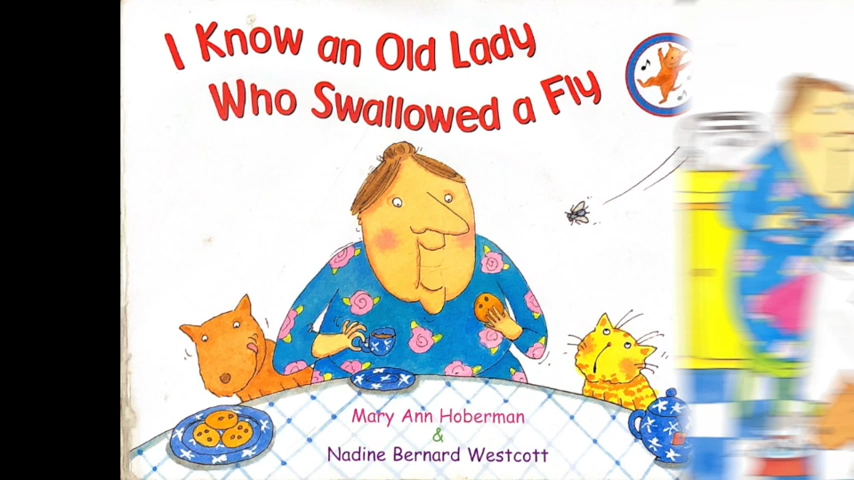 I Know an Old Lady
Who Swallowed a Fly
Mary Ann Hoberman
&
Nadine Bernard Westcott